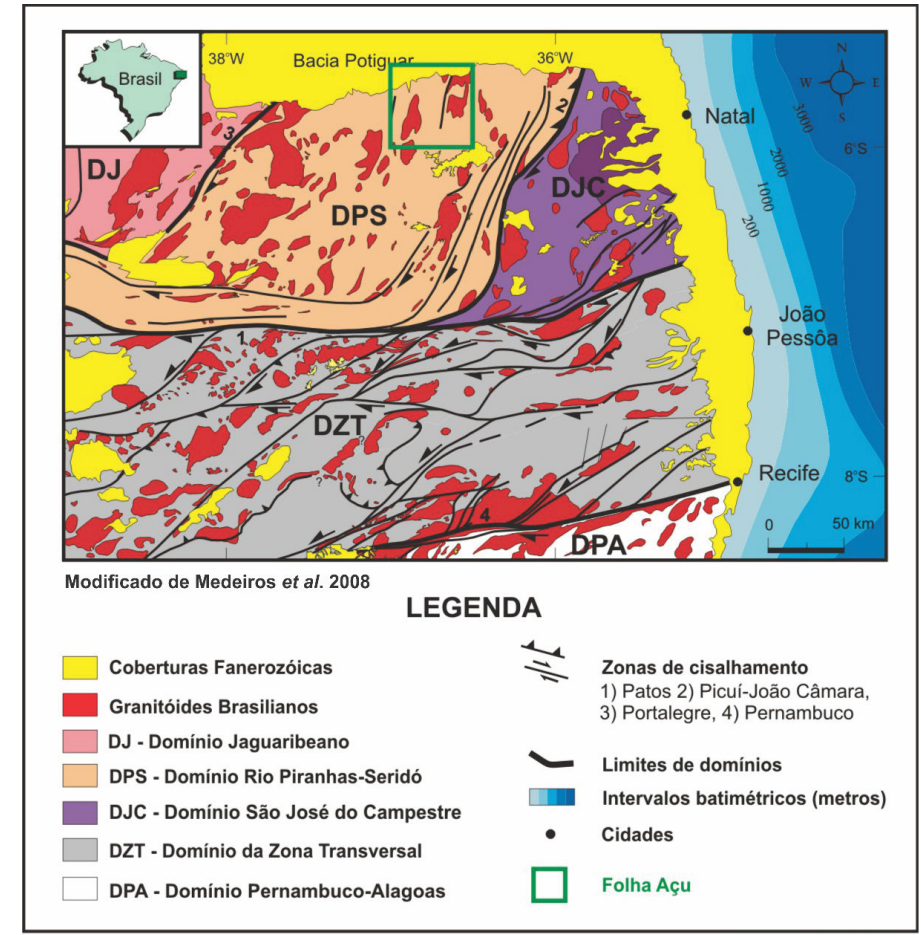 Brasil
38°W
Bacia Potiguar
36°W
N
W
E
S
3000
Natal
2
3
6°S
DJ
DJC
2000
DPS
1000
200
João
Pessôa
1
DZT
?
?
Recife
8°S
4
0
50 km
DPA
Modificado de Medeiros et al. 2008
LEGENDA
Coberturas Fanerozóicas
Granitóides Brasilianos
DJ - Domínio Jaguaribeano
DPS - Domínio Rio Piranhas-Seridó
DJC - Domínio São José do Campestre
DZT - Domínio da Zona Transversal
DPA - Domínio Pernambuco-Alagoas
Zonas de cisalhamento
1) Patos 2) Picuí-João Câmara,
3) Portalegre, 4) Pernambuco
Limites de domínios
Intervalos batimétricos (metros)
Cidades
Folha Açu